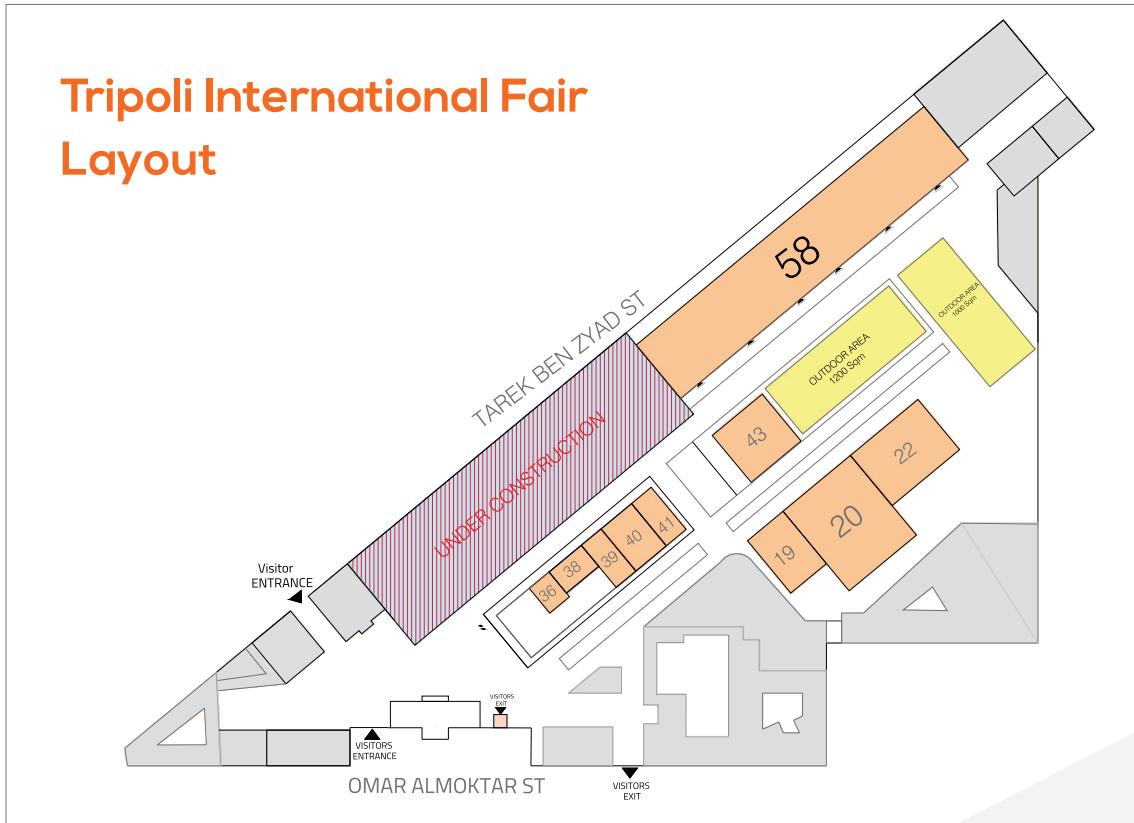 Tripoli International Fair
Layout
58
TAREK BEN ZYAD ST
OUTDOOR AREA
1000 Sqm
OUTDOOR AREA
1200 Sqm
UNDER CONSTRUCTION
43
22
20
19
41
40
39
38
36
Visitor
ENTRANCE
VISITORS
EXIT
VISITORS
ENTRANCE
OMAR ALMOKTAR ST
VISITORS
EXIT